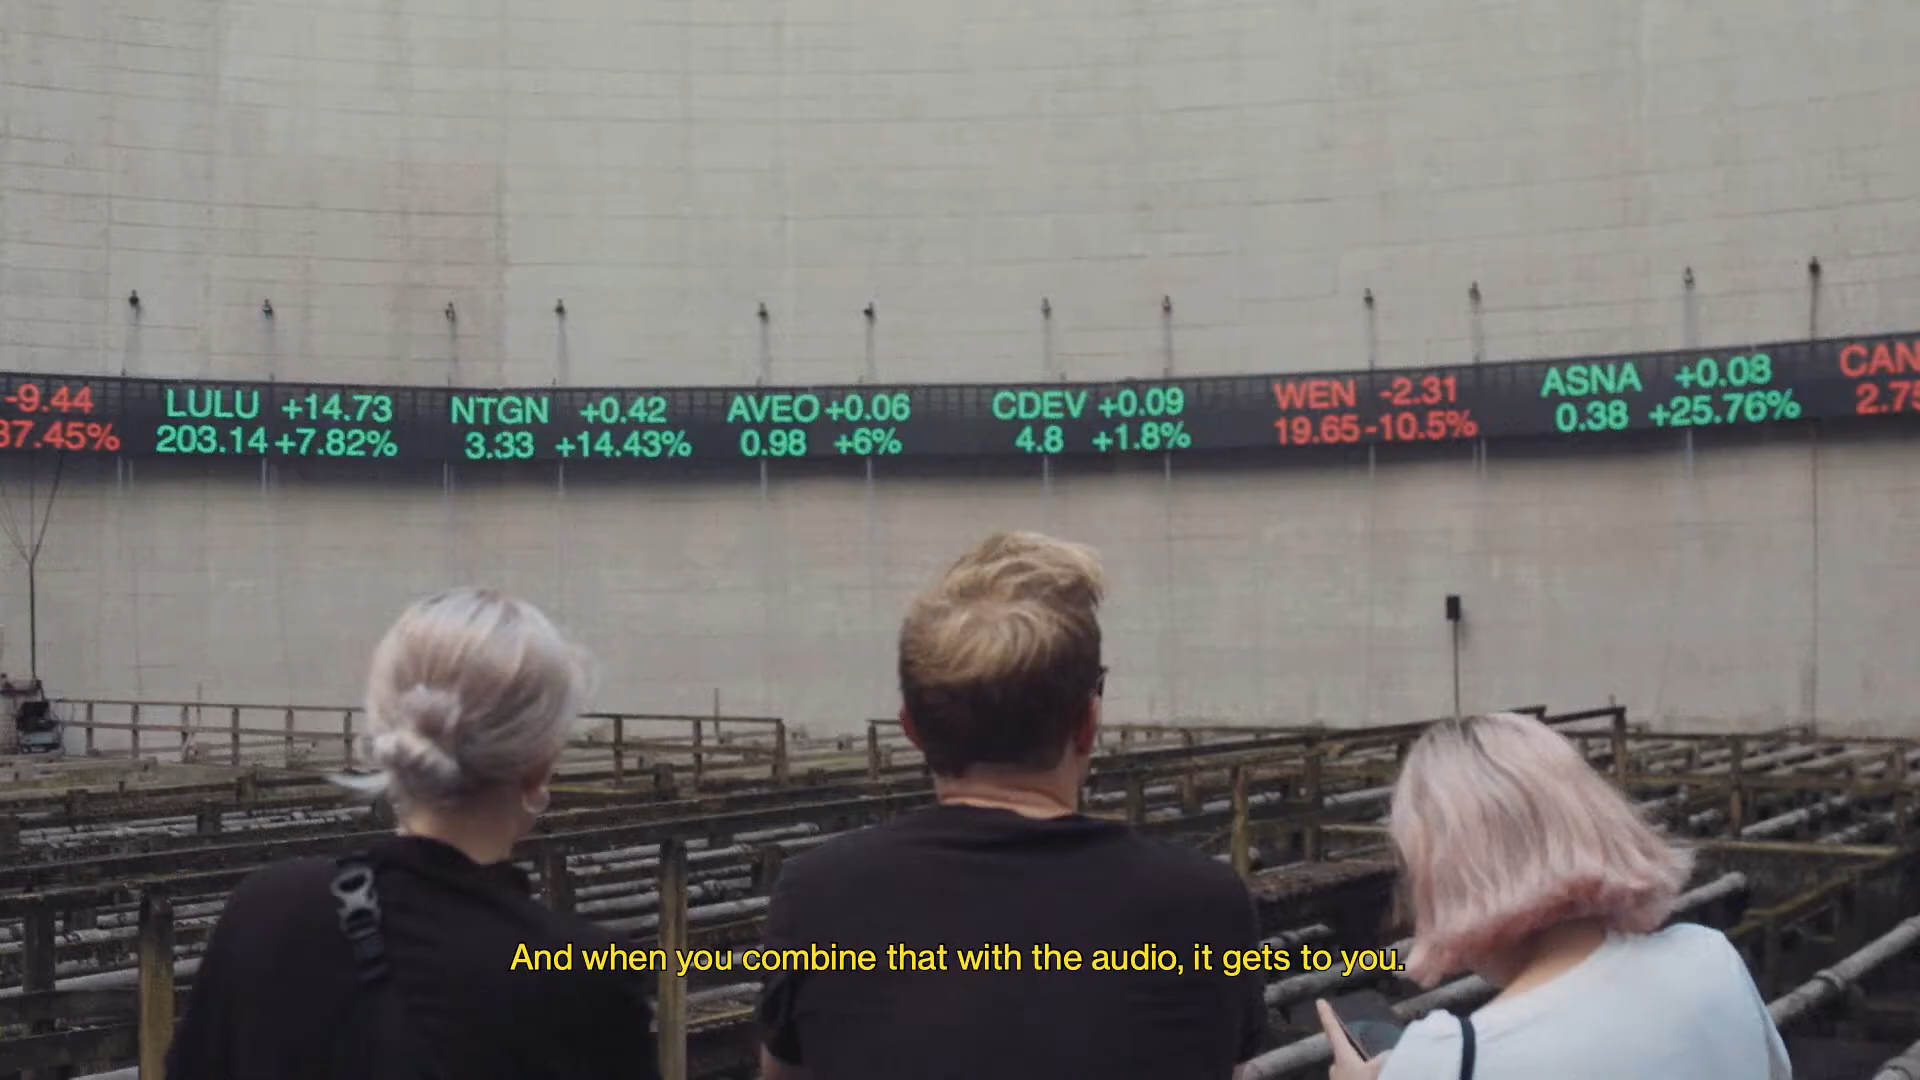 -9.44
37.45%
LULU +14.73
203.14 +7.82%
NTGN +0.42
3.33 +14.43%
AVEO +0.06
0.98 +6%
CDEV +0.09
4.8 +1.8%
WEN -2.31
19.65 -10.5%
ASNA +0.08
0.38 +25.76%
CAN
2.75
And when you combine that with the audio, it gets to you.